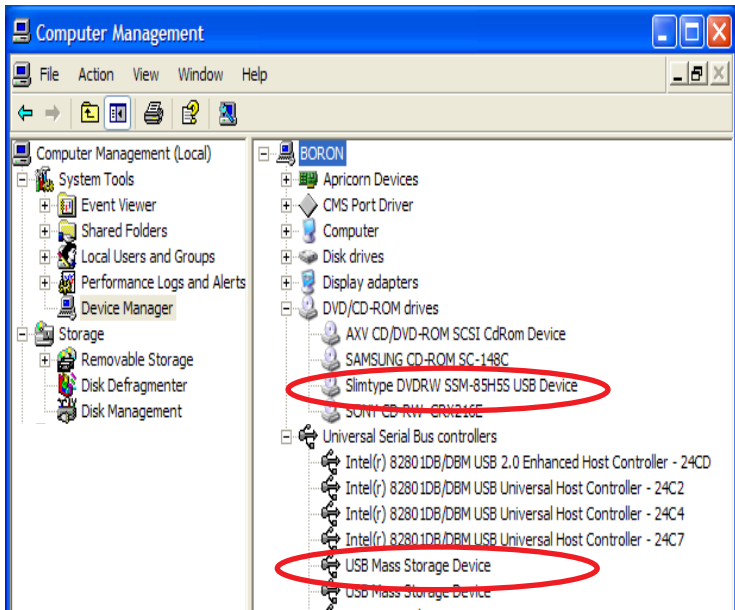 Computer Management
File Action View Window Help
Computer Management (Local)
System Tools
Event Viewer
Shared Folders
Local Users and Groups
Performance Logs and Alerts
Device Manager
Storage
Removable Storage
Disk Defragmenter
Disk Management
BORON
Apricorn Devices
CMS Port Driver
Computer
Disk drives
Display adapters
DVD/CD-ROM drives
AXV CD/DVD-ROM SCSI CdRom Device
SAMSUNG CD-ROM SC-148C
Slimtype DVDRW SSM-85H5S USB Device
SONY CD-RW CRX216E
Universal Serial Bus controllers
Intel(r) 82801DB/DBM USB 2.0 Enhanced Host Controller - 24CD
Intel(r) 82801DB/DBM USB Universal Host Controller - 24C2
Intel(r) 82801DB/DBM USB Universal Host Controller - 24C4
Intel(r) 82801DB/DBM USB Universal Host Controller - 24C7
USB Mass Storage Device
USB Mass Storage Device